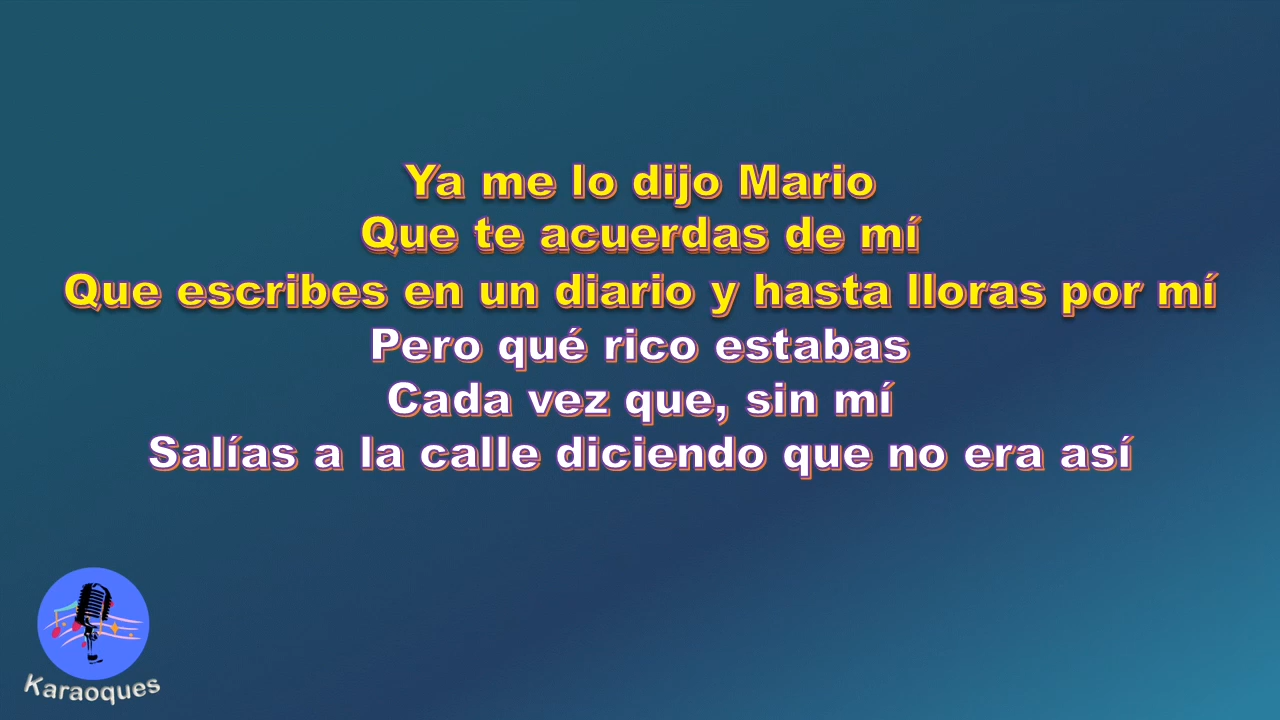 Ya me lo dijo Mario
Que te acuerdas de mí
Que escribes en un diario y hasta lloras por mí
Pero qué rico estabas
Cada vez que, sin mí
Salías a la calle diciendo que no era así
Karaoques